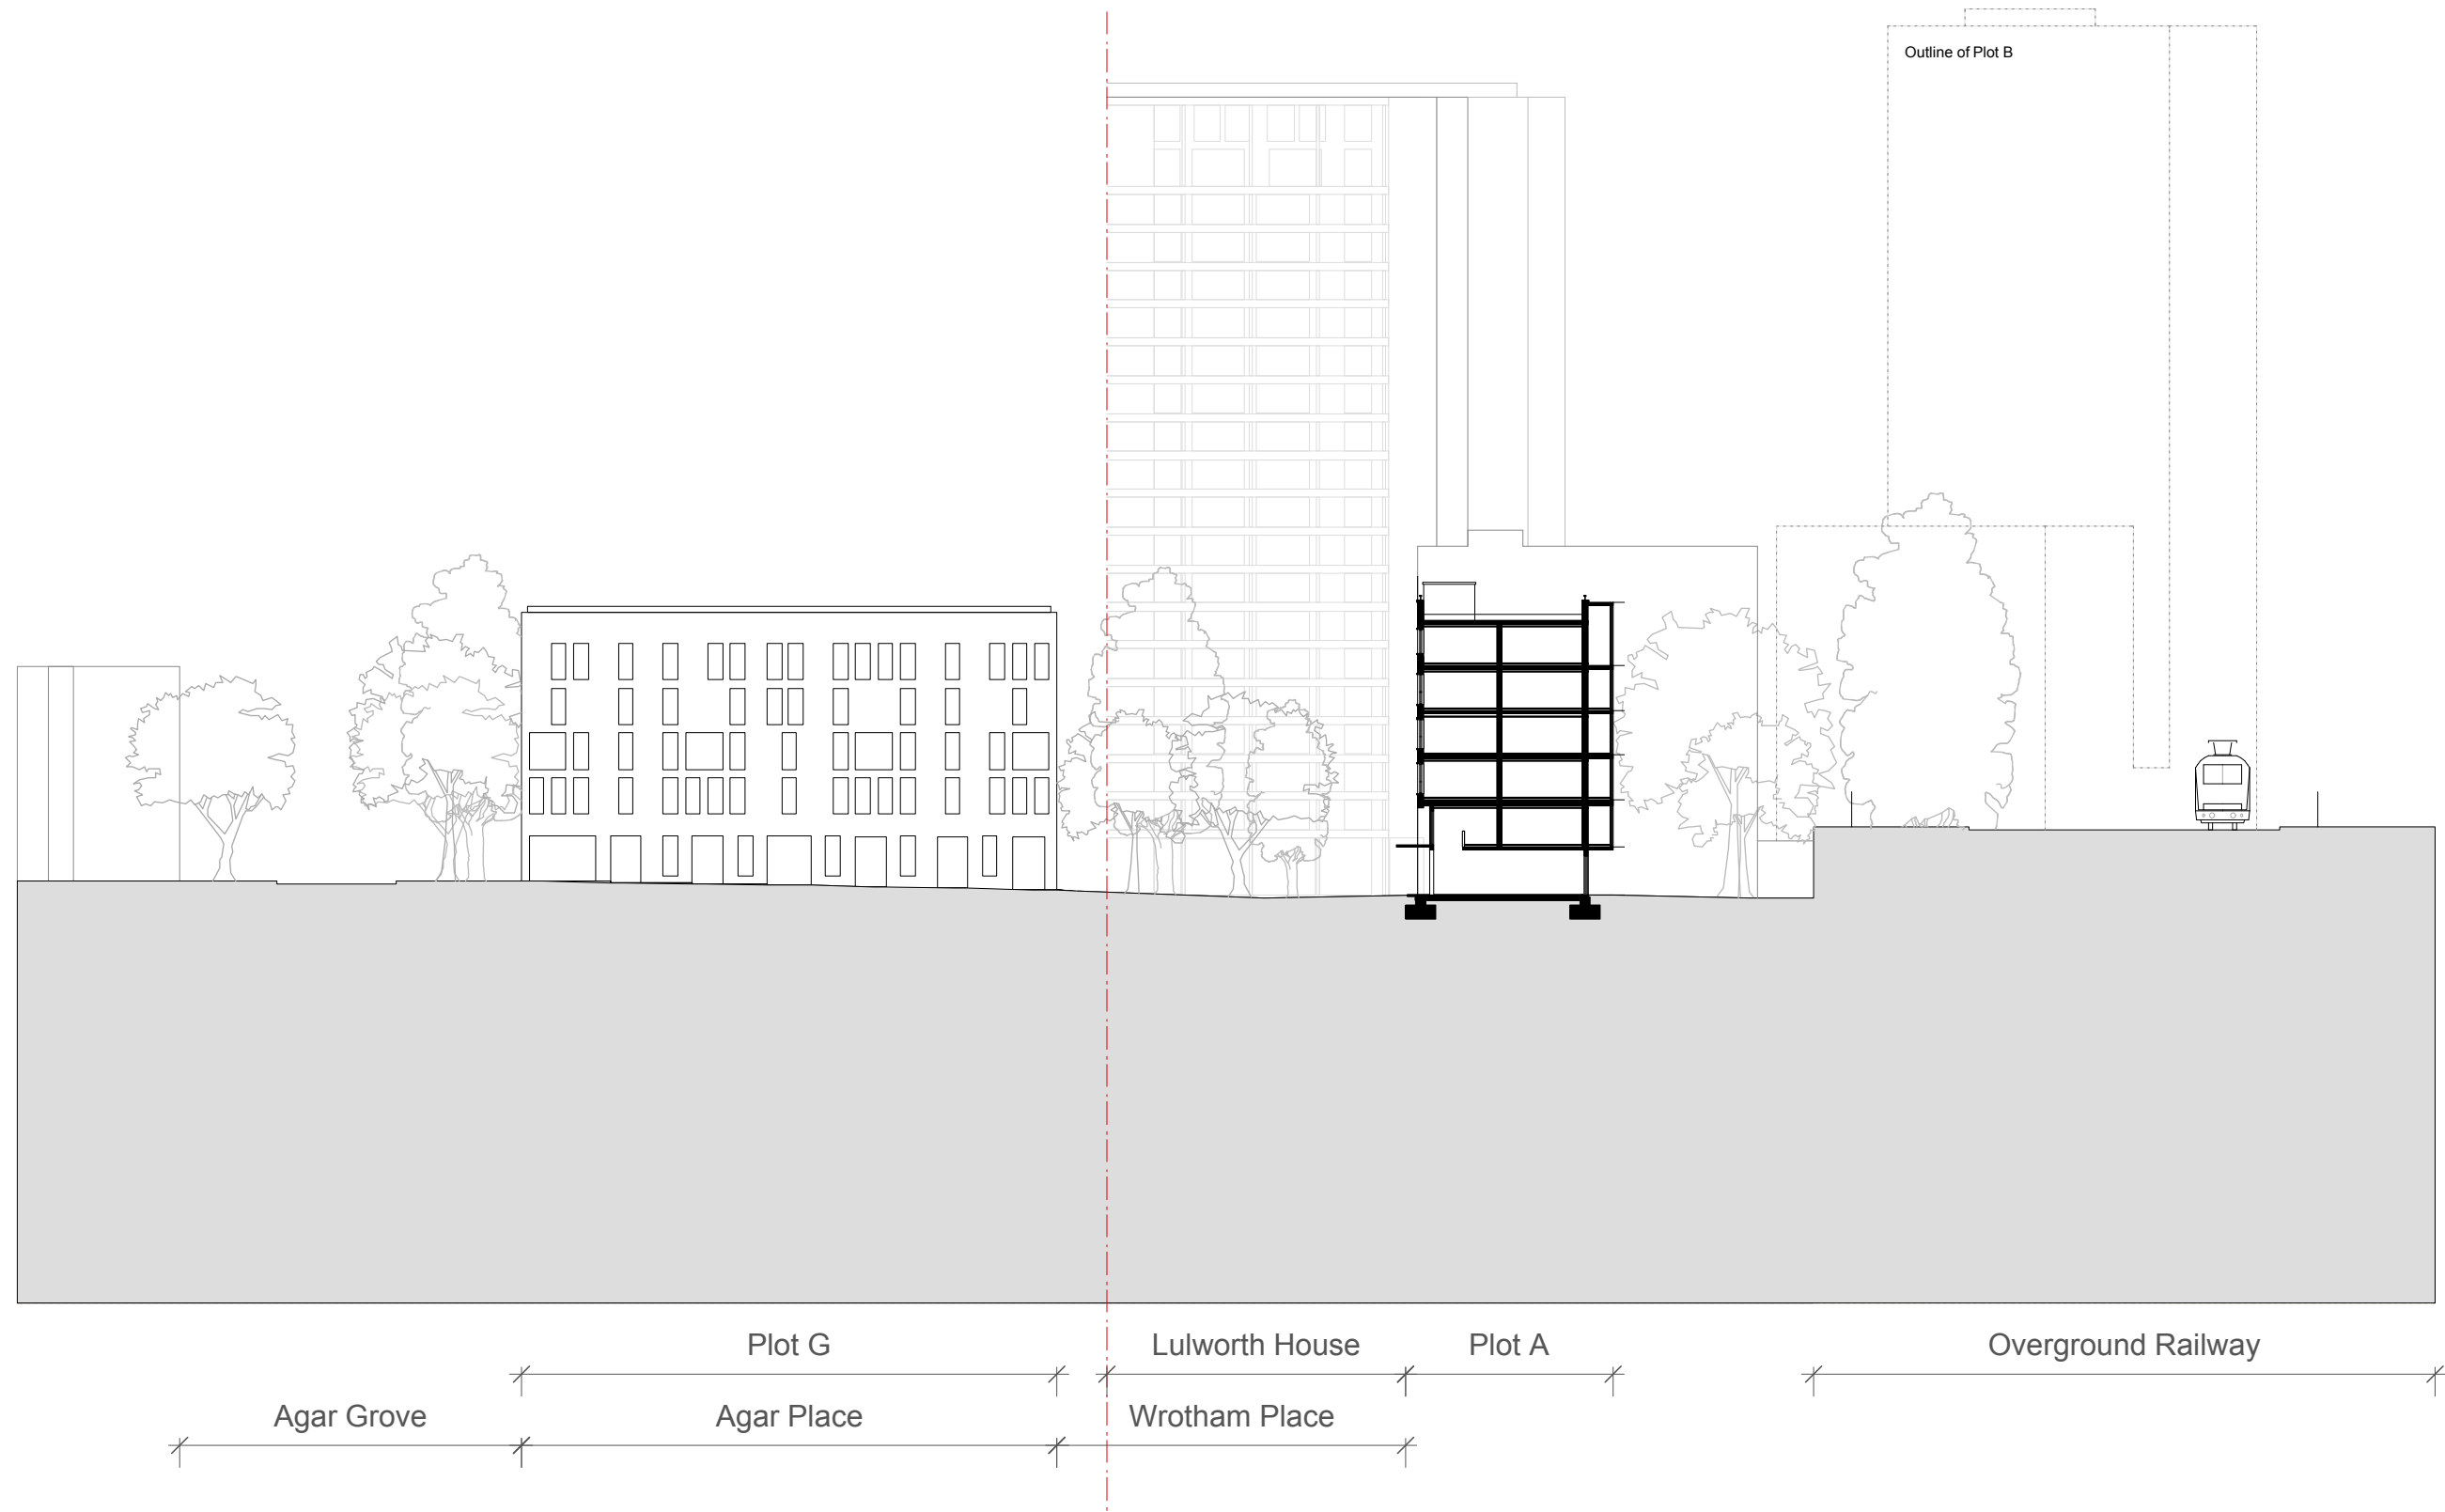 Outline of Plot B
Plot G
Lulworth House
Plot A
Overground Railway
Agar Grove
Agar Place
Wrotham Place